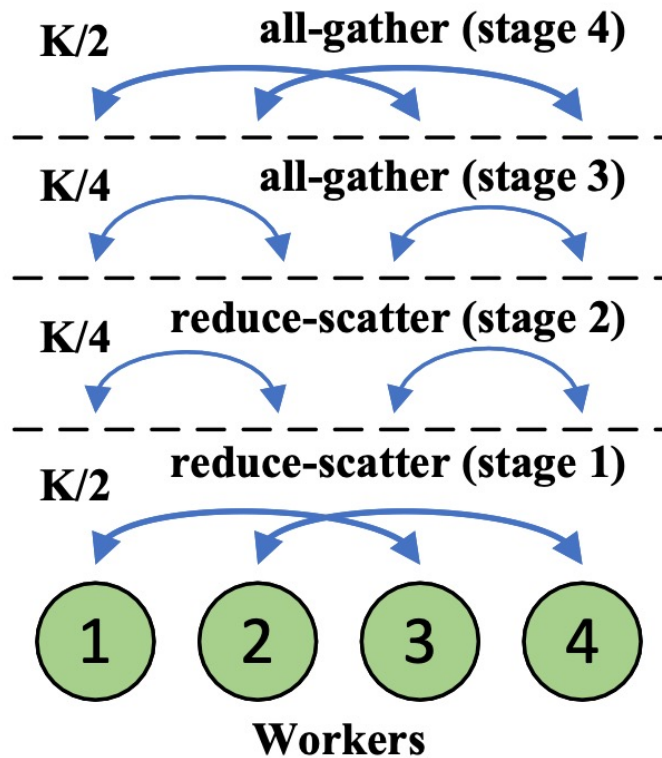 K/2 all-gather (stage 4)
K/4 all-gather (stage 3)
K/4 reduce-scatter (stage 2)
K/2 reduce-scatter (stage 1)
1 2 3 4
Workers